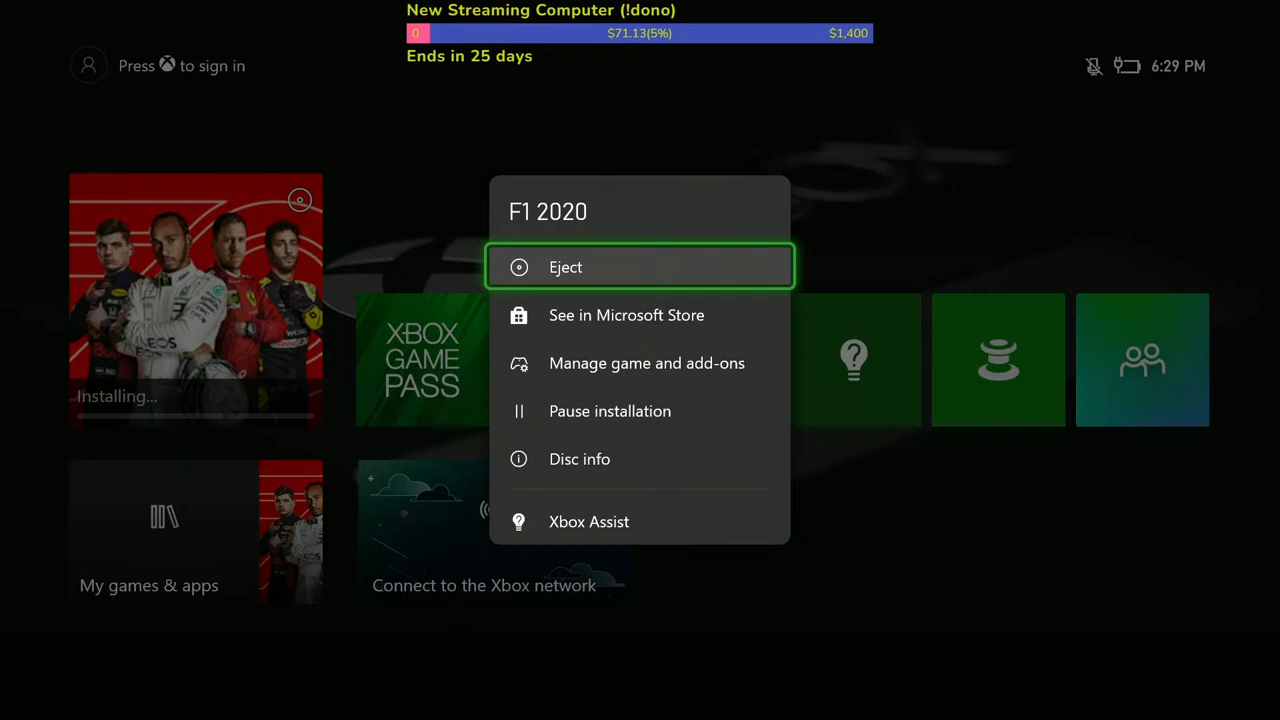 New Streaming Computer (!dono)
0 $71.13(5%) $1,400
Ends in 25 days
Press to sign in
6:29 PM
F1 2020
Eject
See in Microsoft Store
Manage game and add-ons
Pause installation
Disc info
Xbox Assist
Installing...
XBOX
GAME
PASS
My games & apps
Connect to the Xbox network